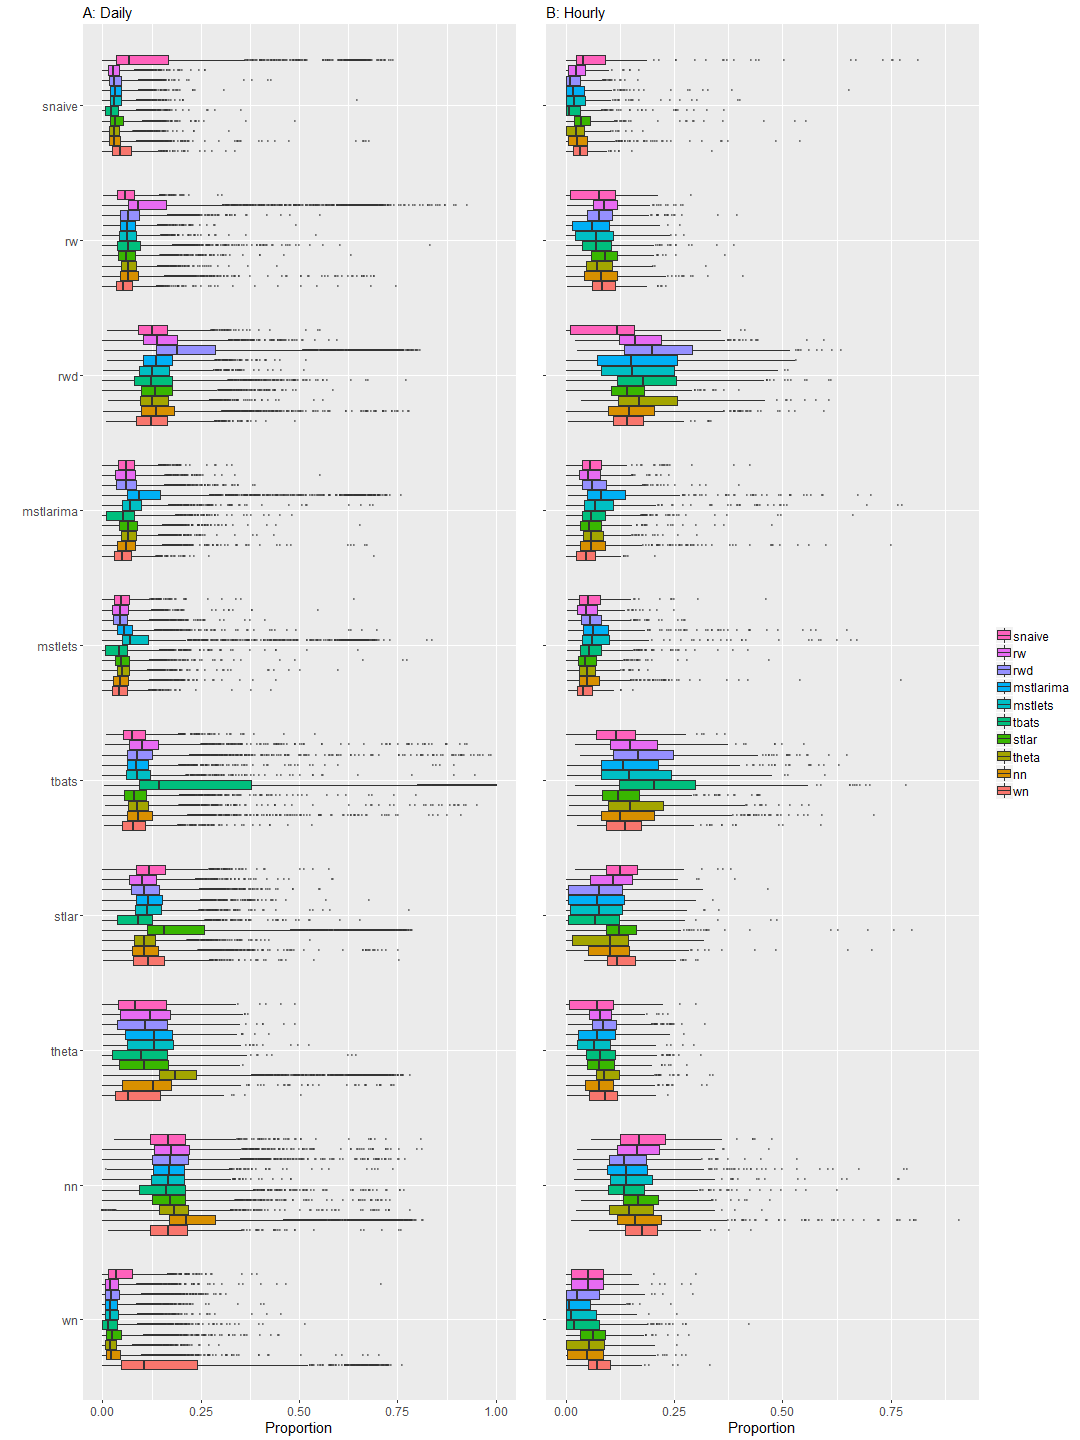 A: Daily
B: Hourly
snaive
rw
rwd
mstlarima
mstlets
tbats
stlar
theta
nn
wn
snaive
rw
rwd
mstlarima
mstlets
tbats
stlar
theta
nn
wn
0.00 0.25 0.50 0.75 1.00
0.00 0.25 0.50 0.75
Proportion
Proportion